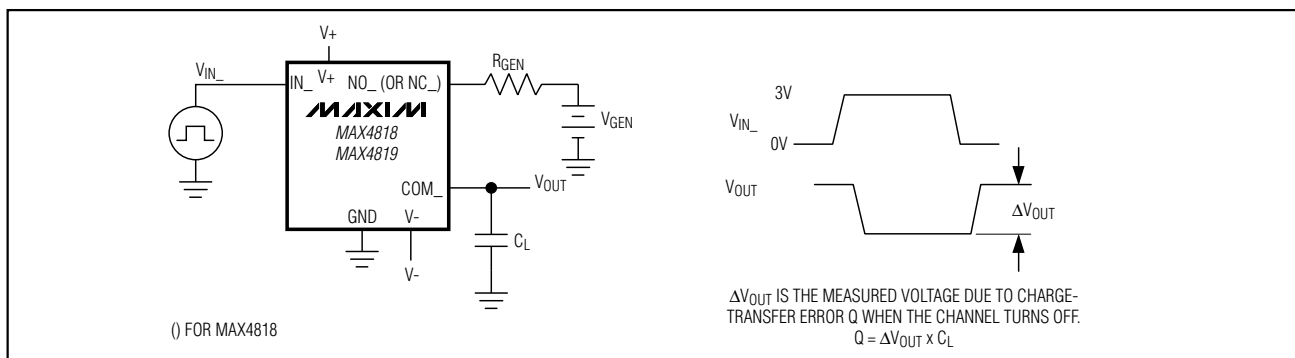 V+
V_IN_
IN_ V+ NO_ (OR NC_)
R_GEN
V_GEN
MAXIM
MAX4818
MAX4819
COM_
V_OUT
GND V-
C_L
V-
() FOR MAX4818
3V
V_IN_
0V
V_OUT
ΔV_OUT
ΔV_OUT IS THE MEASURED VOLTAGE DUE TO CHARGE-
TRANSFER ERROR Q WHEN THE CHANNEL TURNS OFF.
Q = ΔV_OUT x C_L